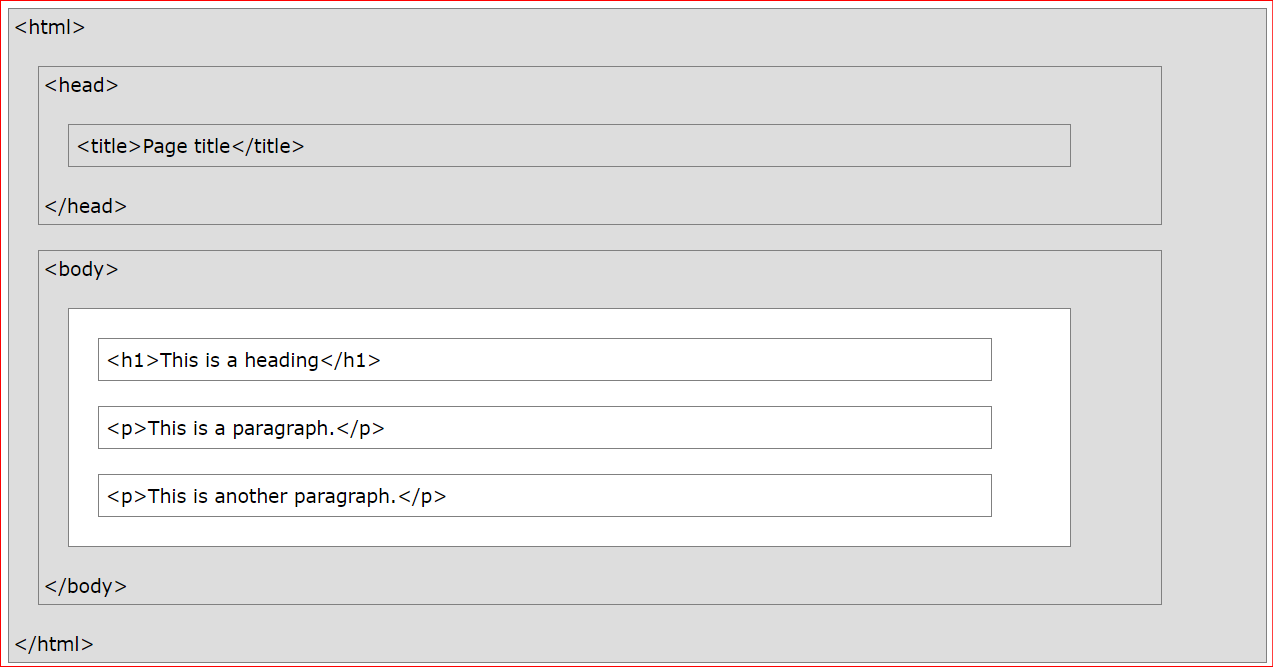 <html>
<head>
<title>Page title</title>
</head>
<body>
<h1>This is a heading</h1>
<p>This is a paragraph.</p>
<p>This is another paragraph.</p>
</body>
</html>